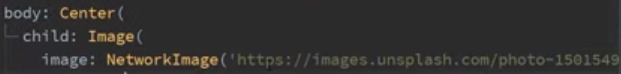 body: Center(
child: Image(
image: NetworkImage('https://images.unsplash.com/photo-1501549